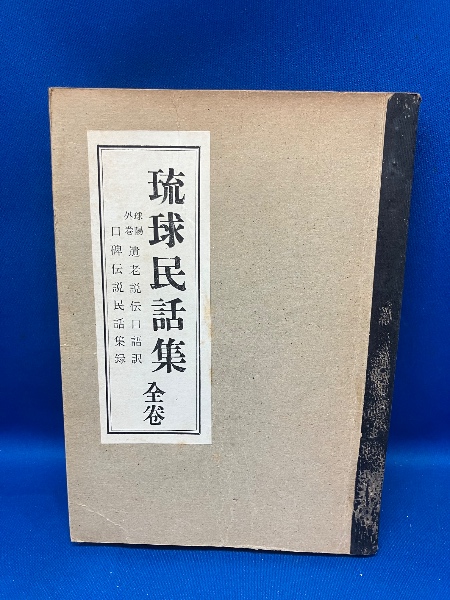 琉球民話集 全巻
球陽外巻 遺老説伝口語訳
口碑伝説民話集録